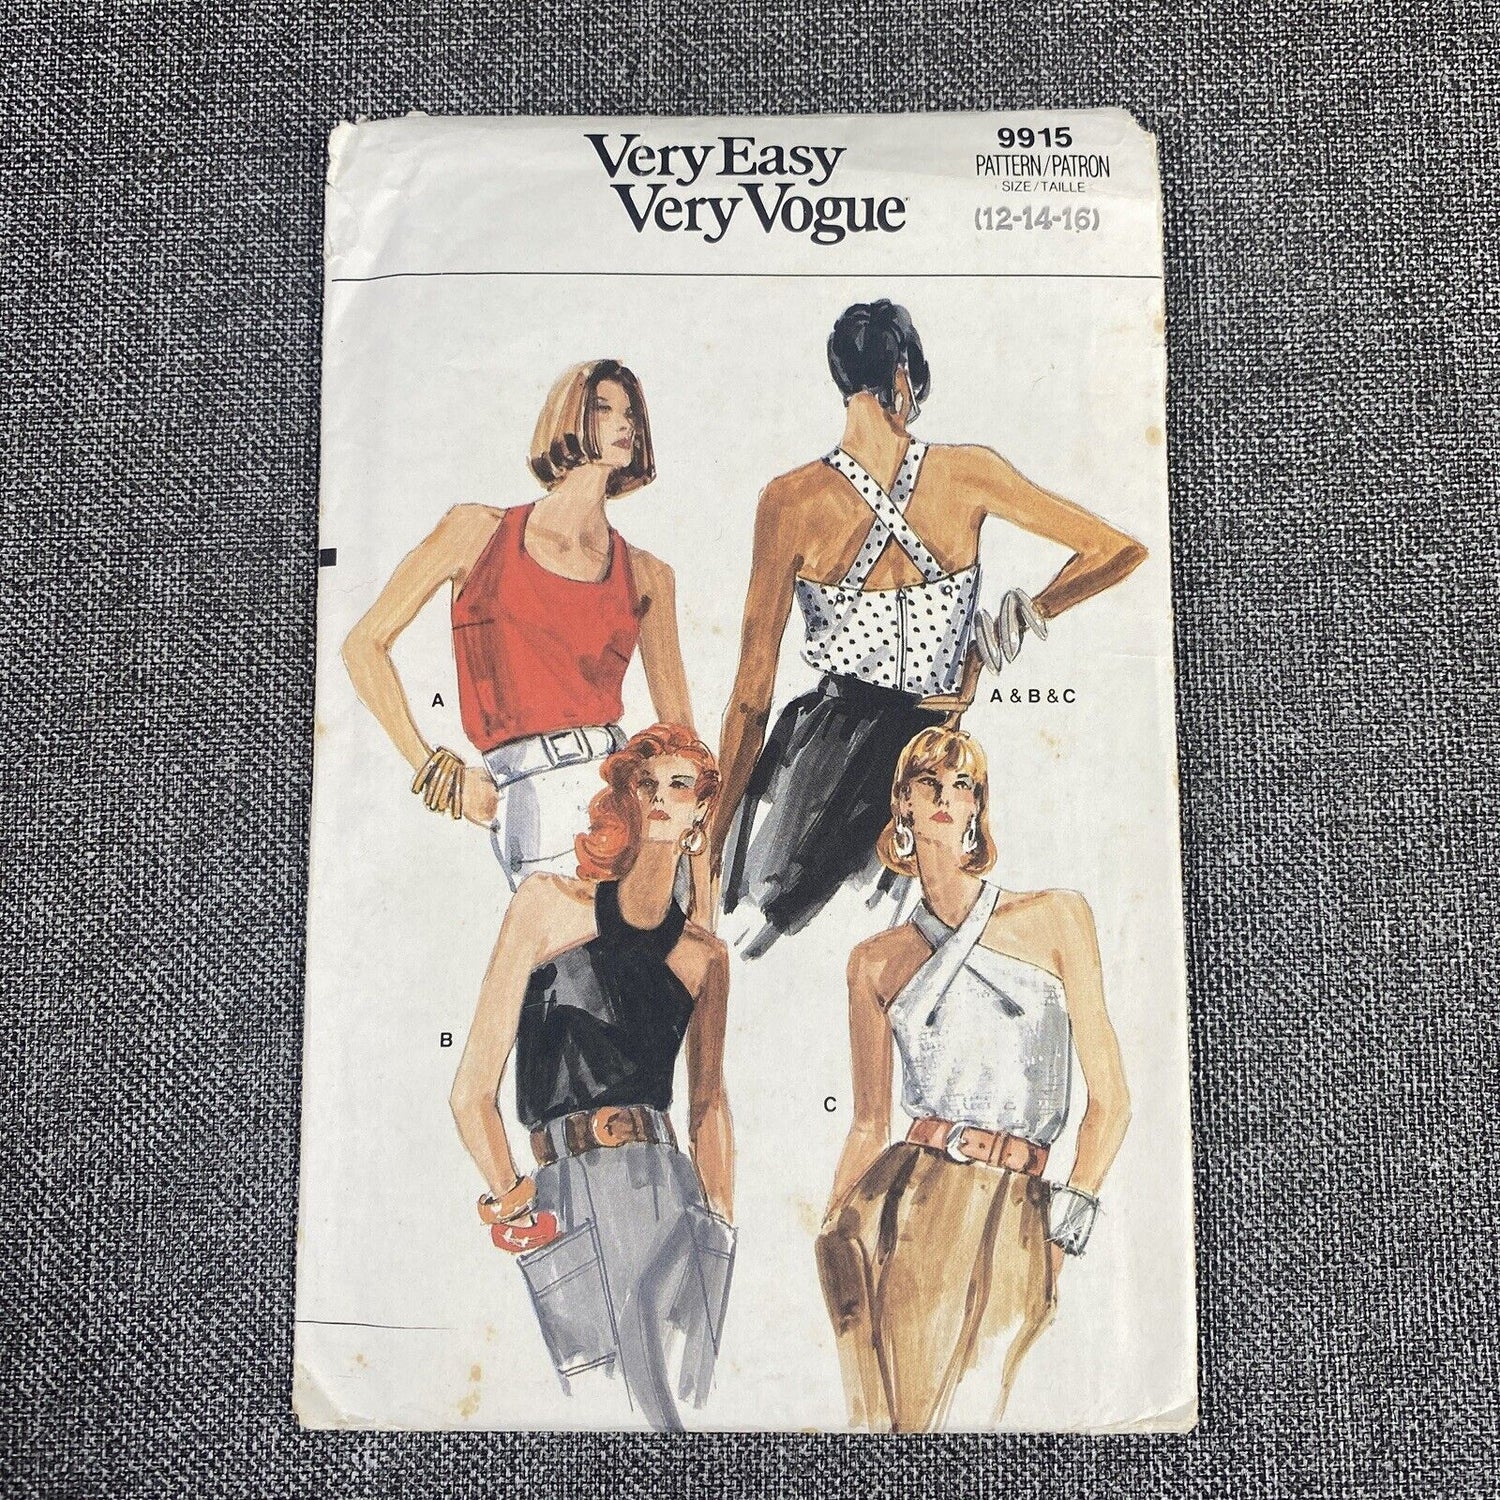 Very Easy
Very Vogue
9915
PATTERN/PATRON
SIZE/TAILLE
(12-14-16)
A
A & B & C
B
C